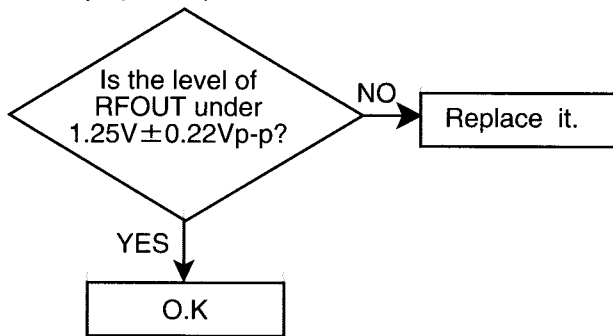 Is the level of
RFOUT under
1.25V±0.22Vp-p?
NO
Replace it.
YES
O.K